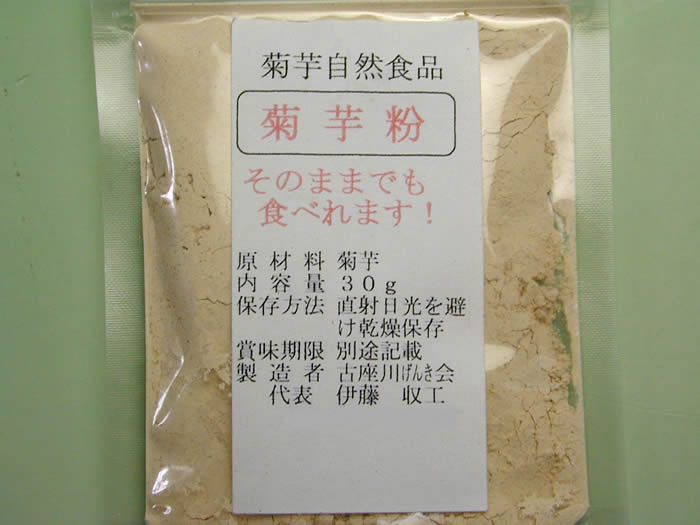 菊芋自然食品
菊芋粉
そのままでも
食べれます！
原材料 菊芋
内容量 ３０ｇ
保存方法 直射日光を避
け乾燥保存
賞味期限 別途記載
製造者 古座川げんき会
代表 伊藤 収工